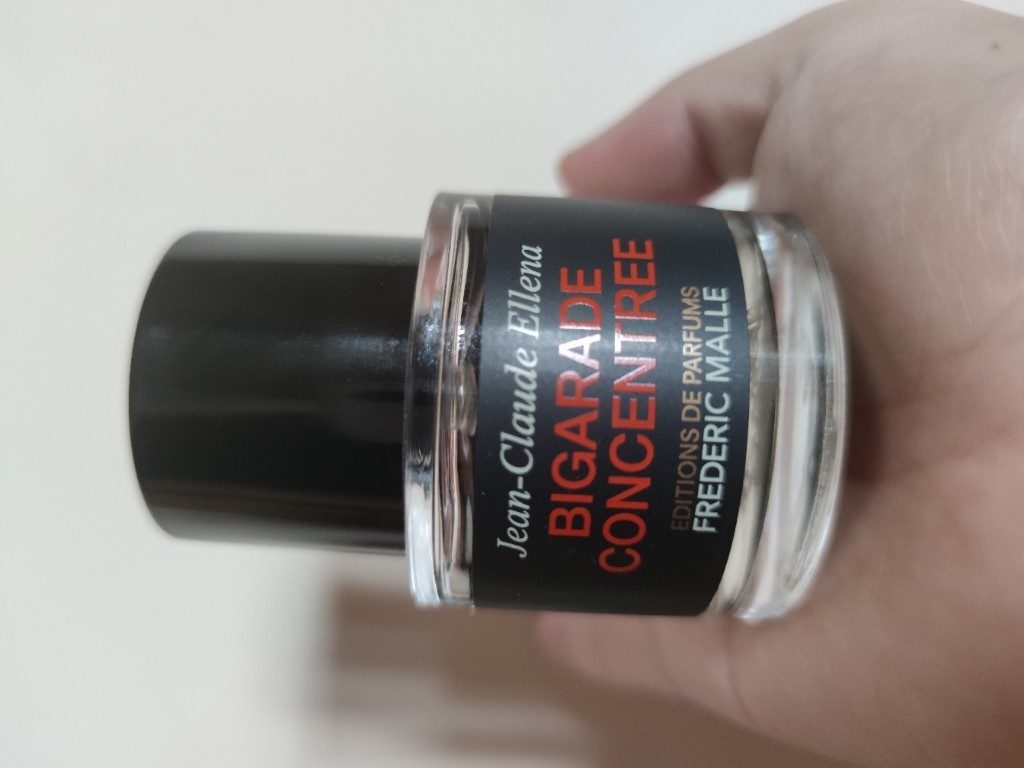 Jean-Claude Ellena
BIGARADE
CONCENTREE
EDITIONS DE PARFUMS
FREDERIC MALLE